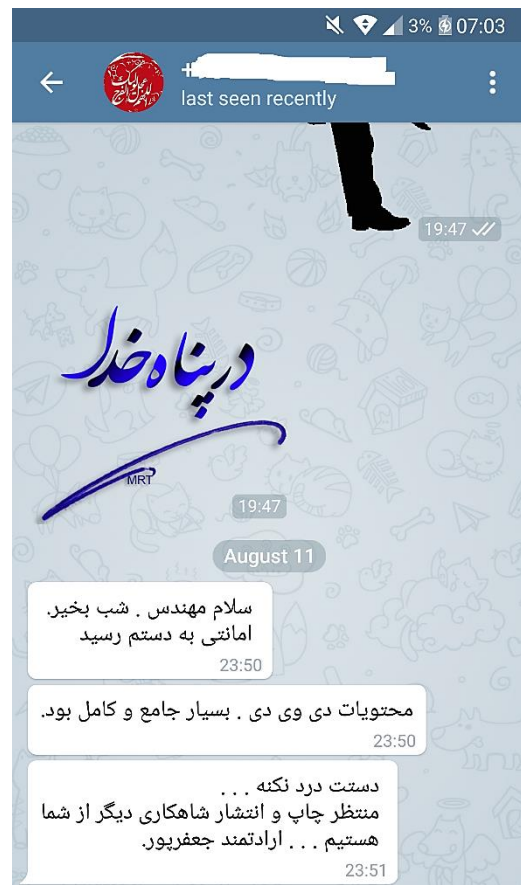 3% 07:03
last seen recently
19:47
در پناه خدا
MRT
19:47
August 11
سلام مهندس . شب بخیر.
امانتی به دستم رسید
23:50
محتویات دی وی دی . بسیار جامع و کامل بود.
23:50
دستت درد نکنه . . .
منتظر چاپ و انتشار شاهکاری دیگر از شما
هستیم . . . ارادتمند جعفرپور.
23:51